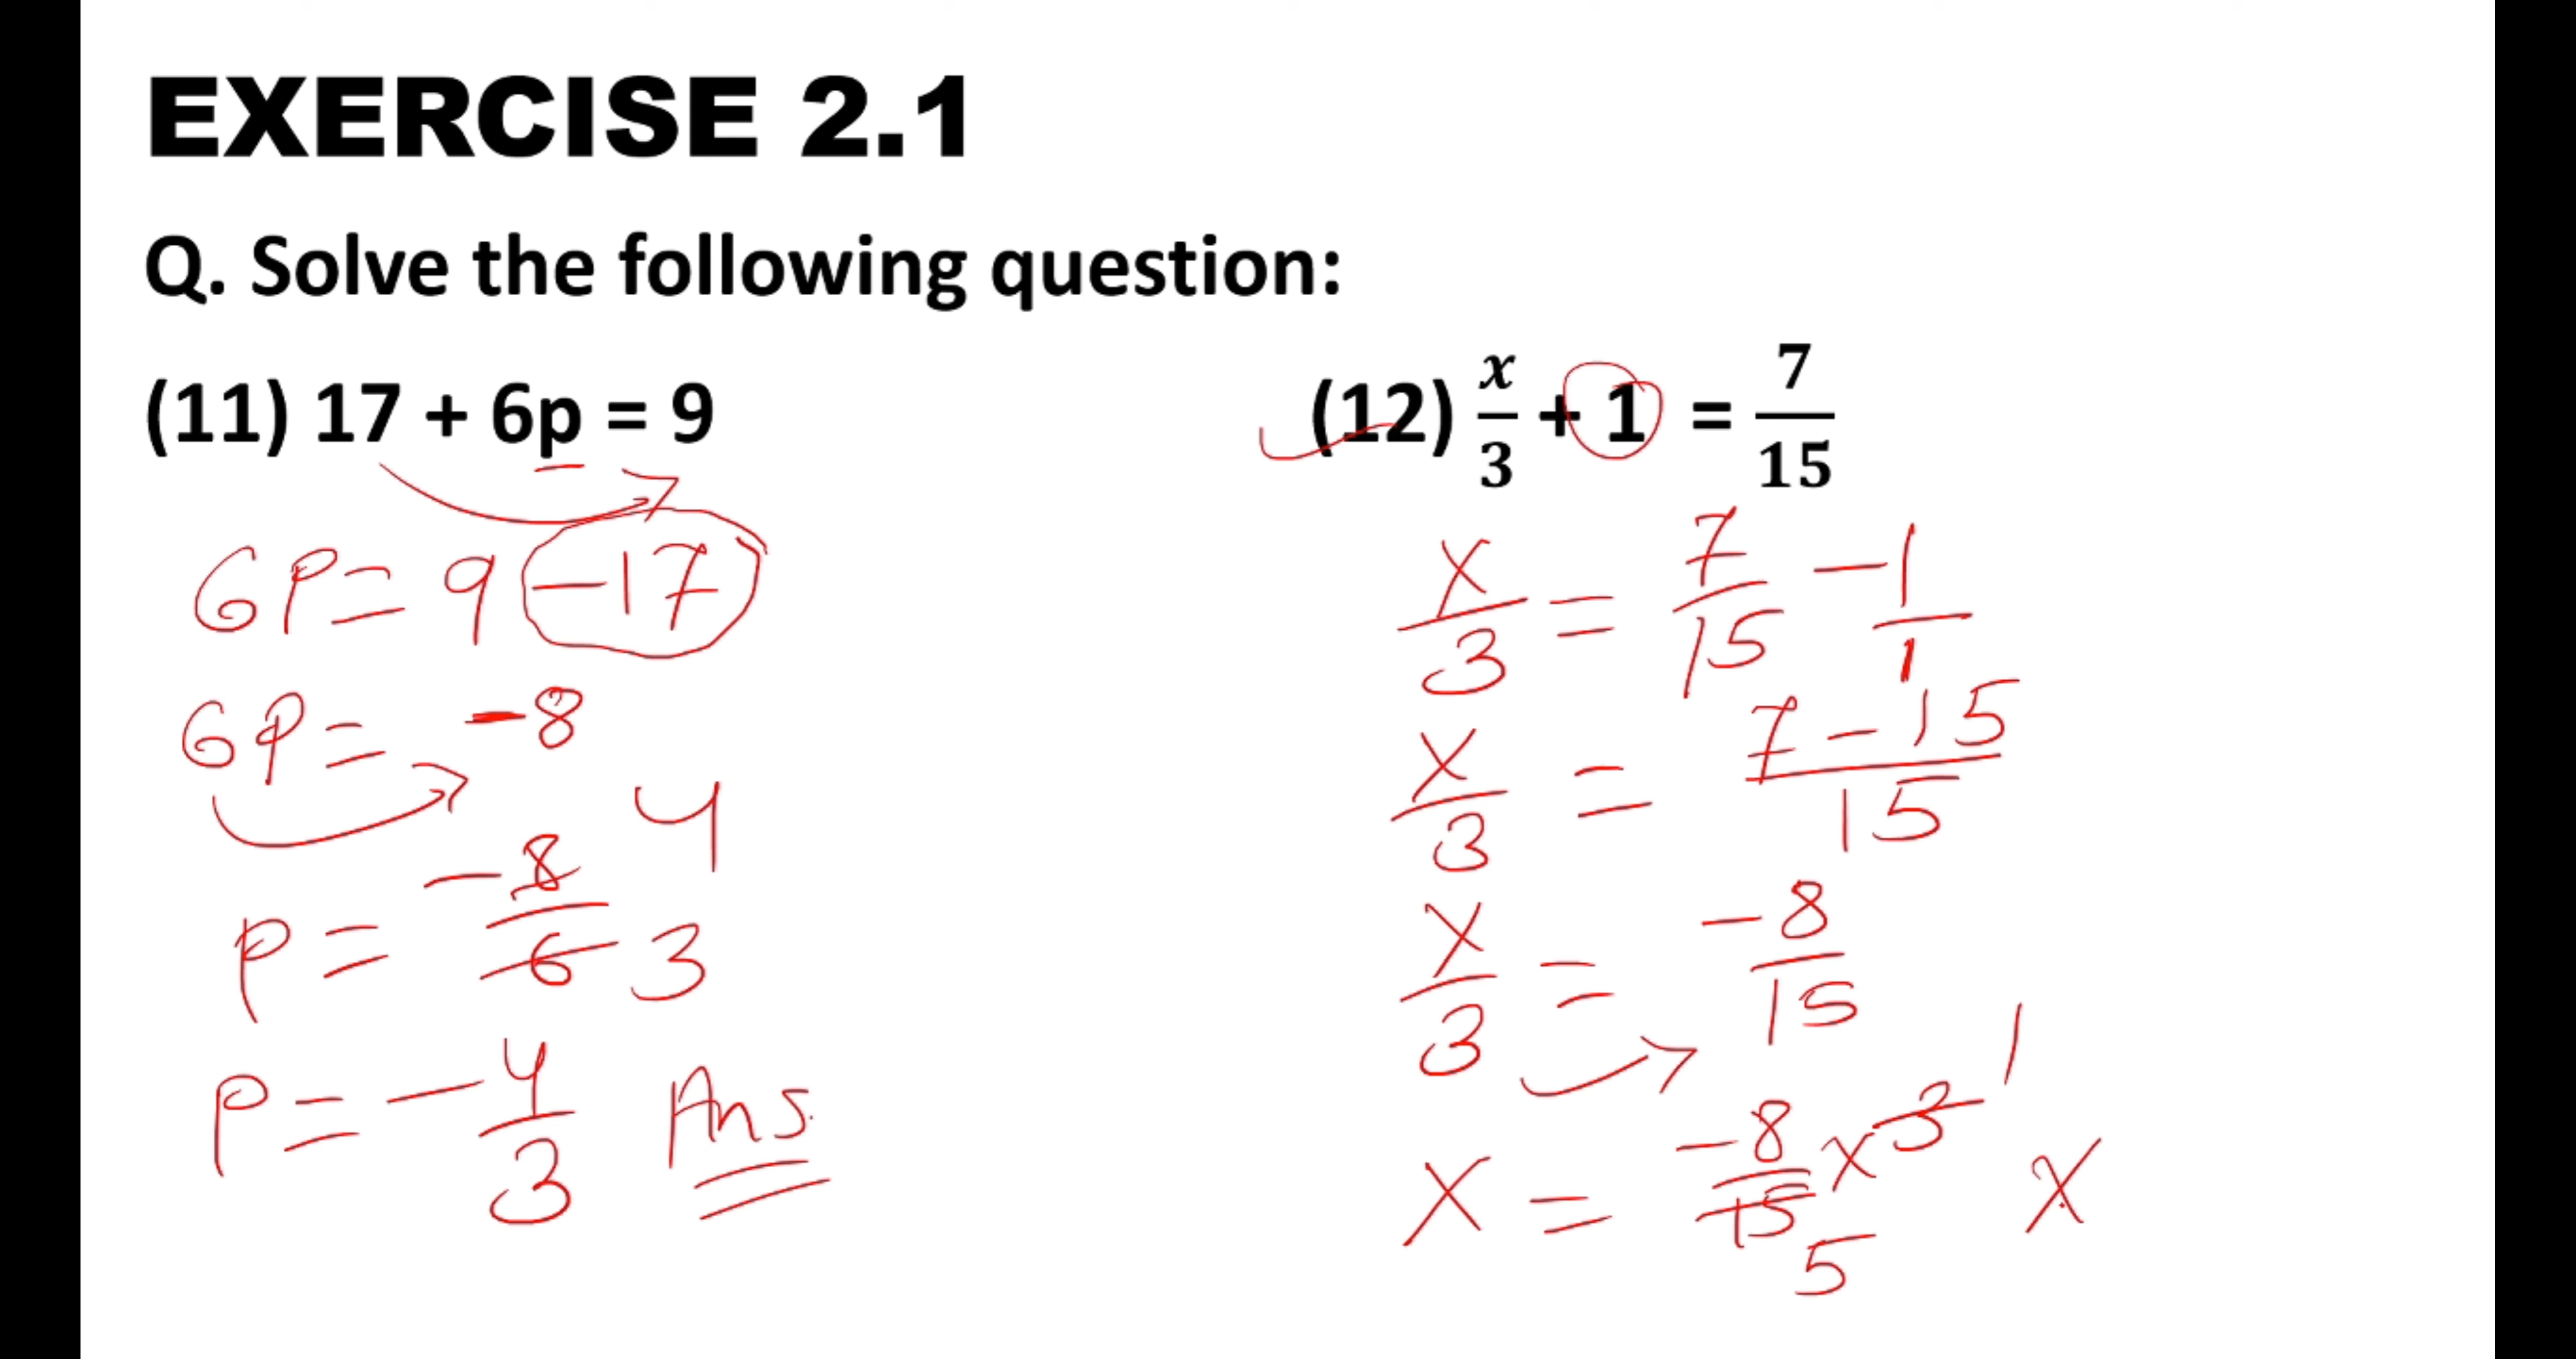 EXERCISE 2.1
Q. Solve the following question:
(11) 17 + 6p = 9
6P = 9 -17
6P = -8
P = -8/6 4 3
P = -4/3 Ans.
(12) x/3 + 1 = 7/15
x/3 = 7/15 - 1/1
x/3 = 7-15/15
x/3 = -8/15
x = -8/15 x 3 1 5
x